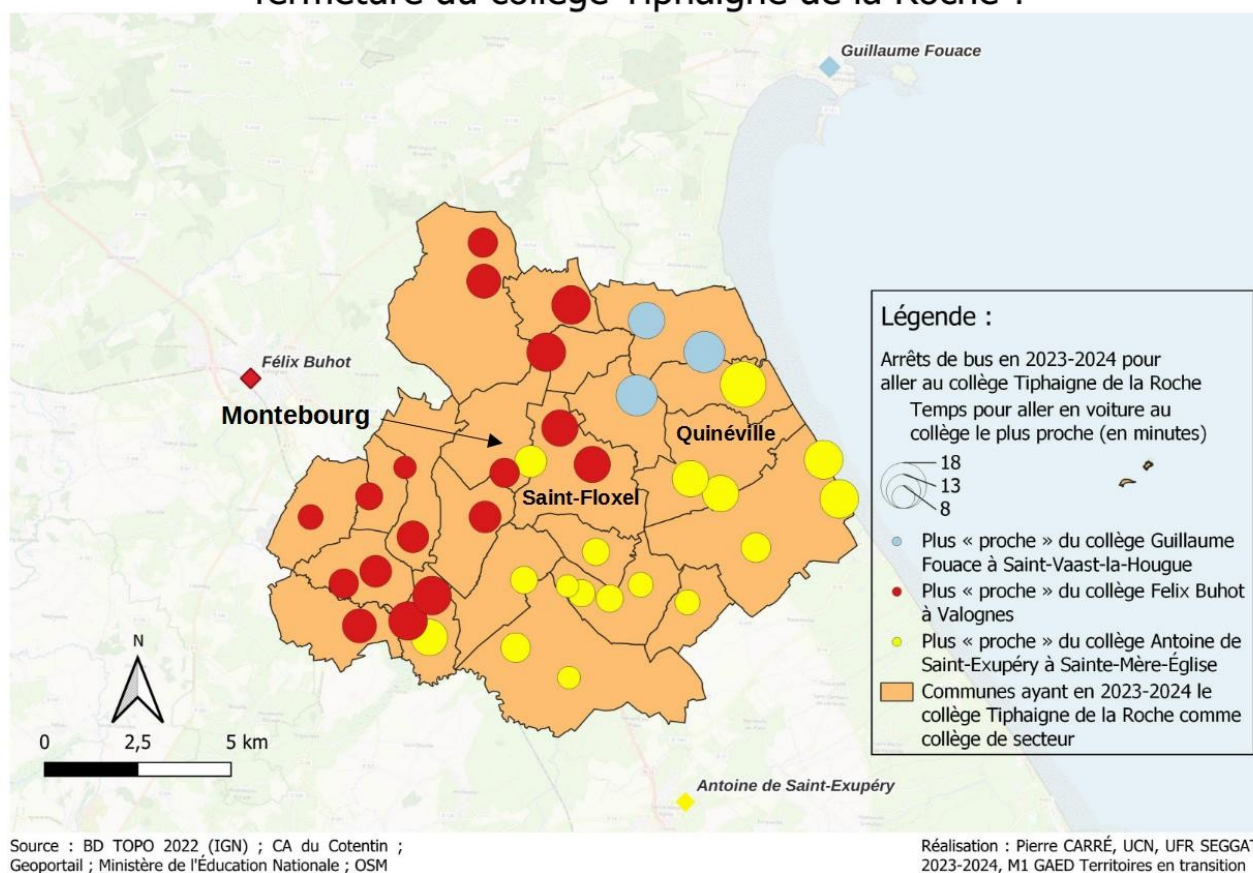 fermeture du collège Tiphaigne de la Roche ?
Guillaume Fouace
Félix Buhot
Montebourg
Quinéville
Saint-Floxel
Antoine de Saint-Exupéry
Légende :
Arrêts de bus en 2023-2024 pour
aller au collège Tiphaigne de la Roche
Temps pour aller en voiture au
collège le plus proche (en minutes)
18
13
8
Plus « proche » du collège Guillaume
Fouace à Saint-Vaast-la-Hougue
Plus « proche » du collège Felix Buhot
à Valognes
Plus « proche » du collège Antoine de
Saint-Exupéry à Sainte-Mère-Église
Communes ayant en 2023-2024 le
collège Tiphaigne de la Roche comme
collège de secteur
N
0 2,5 5 km
Source : BD TOPO 2022 (IGN) ; CA du Cotentin ;
Geoportail ; Ministère de l'Éducation Nationale ; OSM
Réalisation : Pierre CARRÉ, UCN, UFR SEGGAT
2023-2024, M1 GAED Territoires en transition